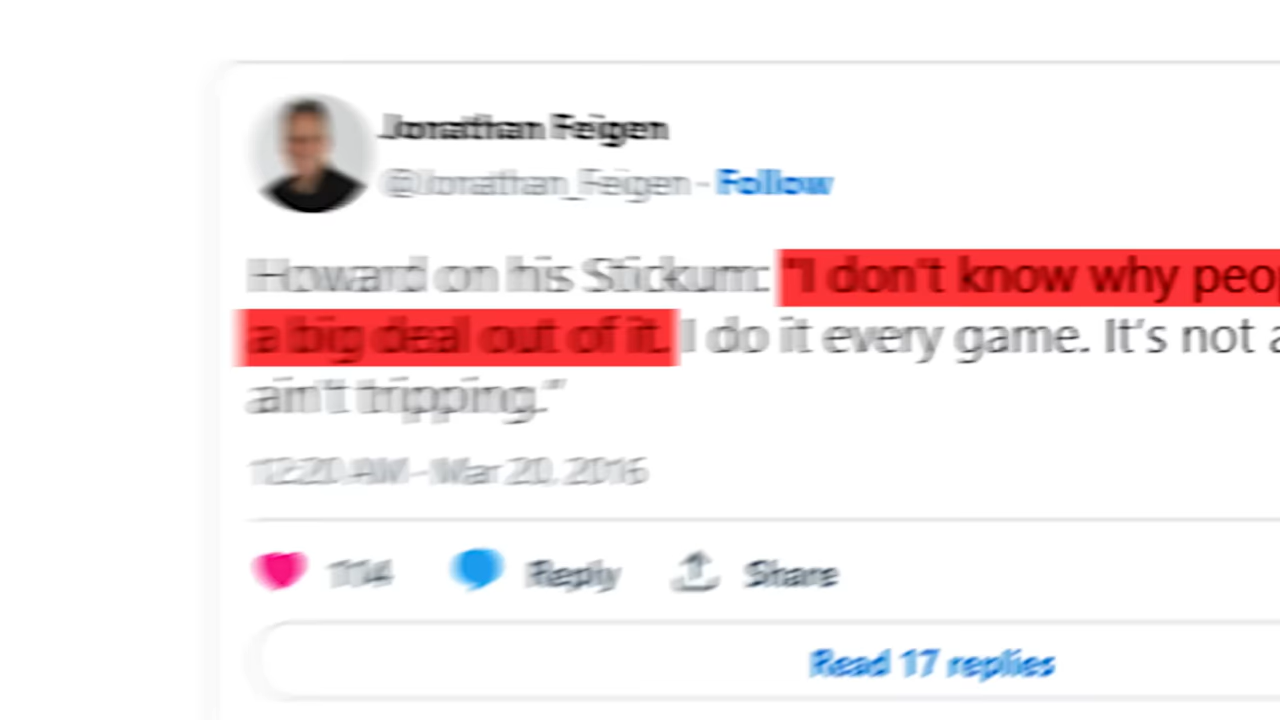 Jonathan Feigen
@Jonathan_Feigen · Follow
Howard on his Stickum: "I don't know why peop
a big deal out of it. I do it every game. It's not a
ain't tripping."
12:20 AM · Mar 20, 2016
114 Reply Share
Read 17 replies